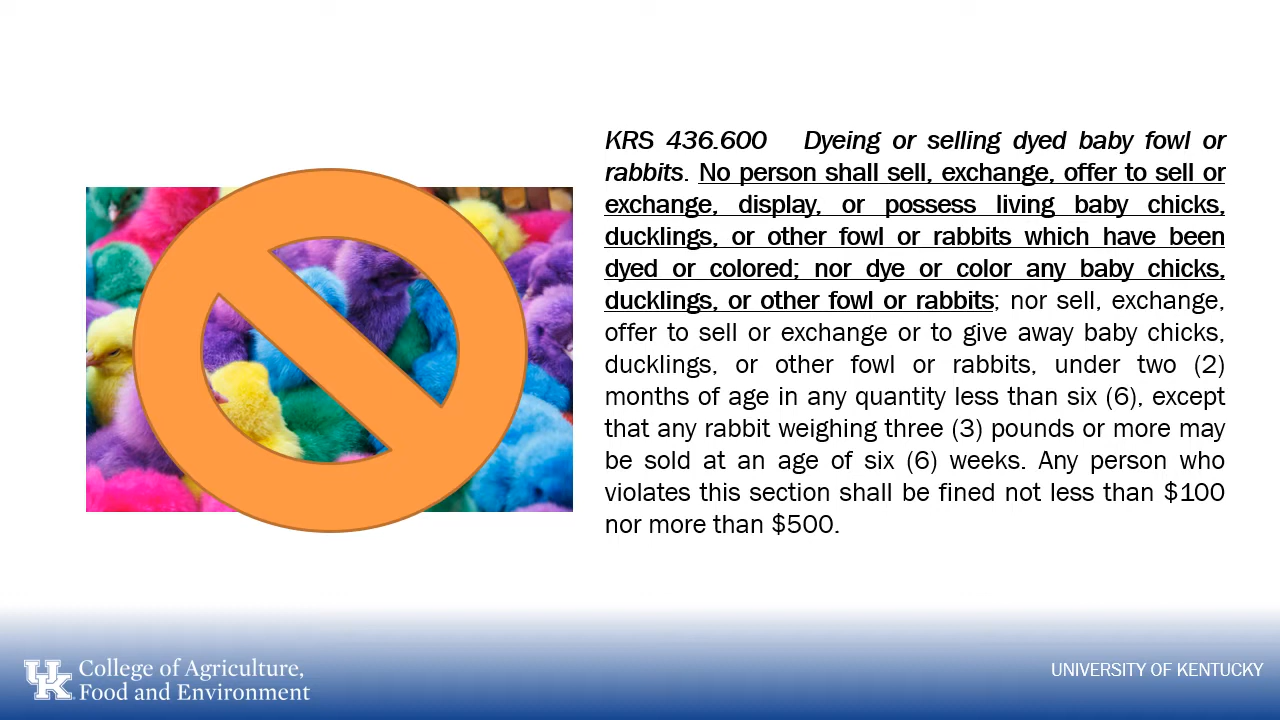 KRS 436.600 Dyeing or selling dyed baby fowl or
rabbits. No person shall sell, exchange, offer to sell or
exchange, display, or possess living baby chicks,
ducklings, or other fowl or rabbits which have been
dyed or colored; nor dye or color any baby chicks,
ducklings, or other fowl or rabbits; nor sell, exchange,
offer to sell or exchange or to give away baby chicks,
ducklings, or other fowl or rabbits, under two (2)
months of age in any quantity less than six (6), except
that any rabbit weighing three (3) pounds or more may
be sold at an age of six (6) weeks. Any person who
violates this section shall be fined not less than $100
nor more than $500.
UK College of Agriculture,
Food and Environment
UNIVERSITY OF KENTUCKY